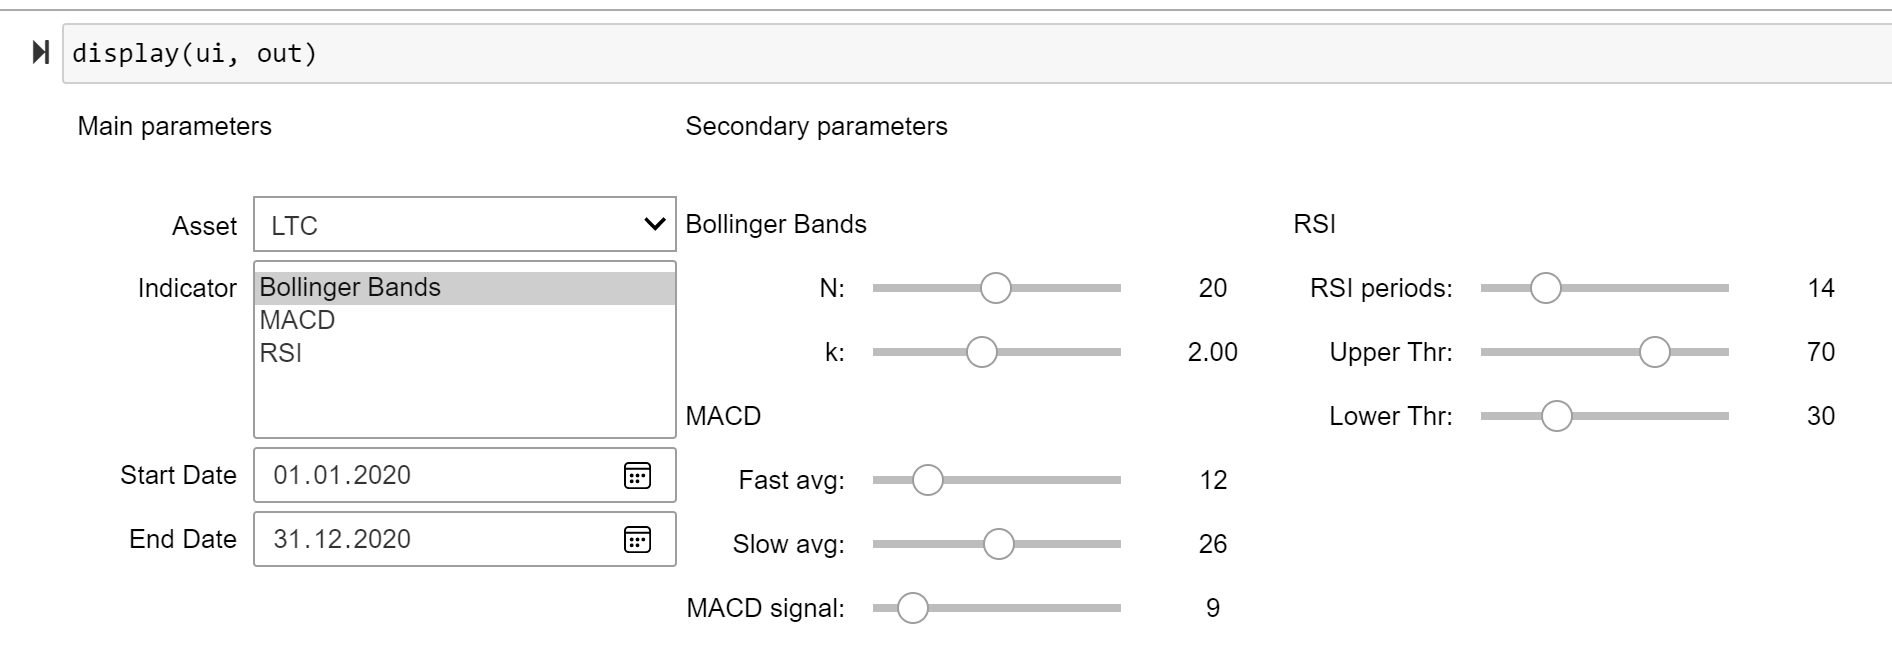 display(ui, out)
Main parameters
Secondary parameters
Asset LTC
Indicator Bollinger Bands
MACD
RSI
Start Date 01.01.2020
End Date 31.12.2020
Bollinger Bands
N: 20
k: 2.00
MACD
Fast avg: 12
Slow avg: 26
MACD signal: 9
RSI
RSI periods: 14
Upper Thr: 70
Lower Thr: 30